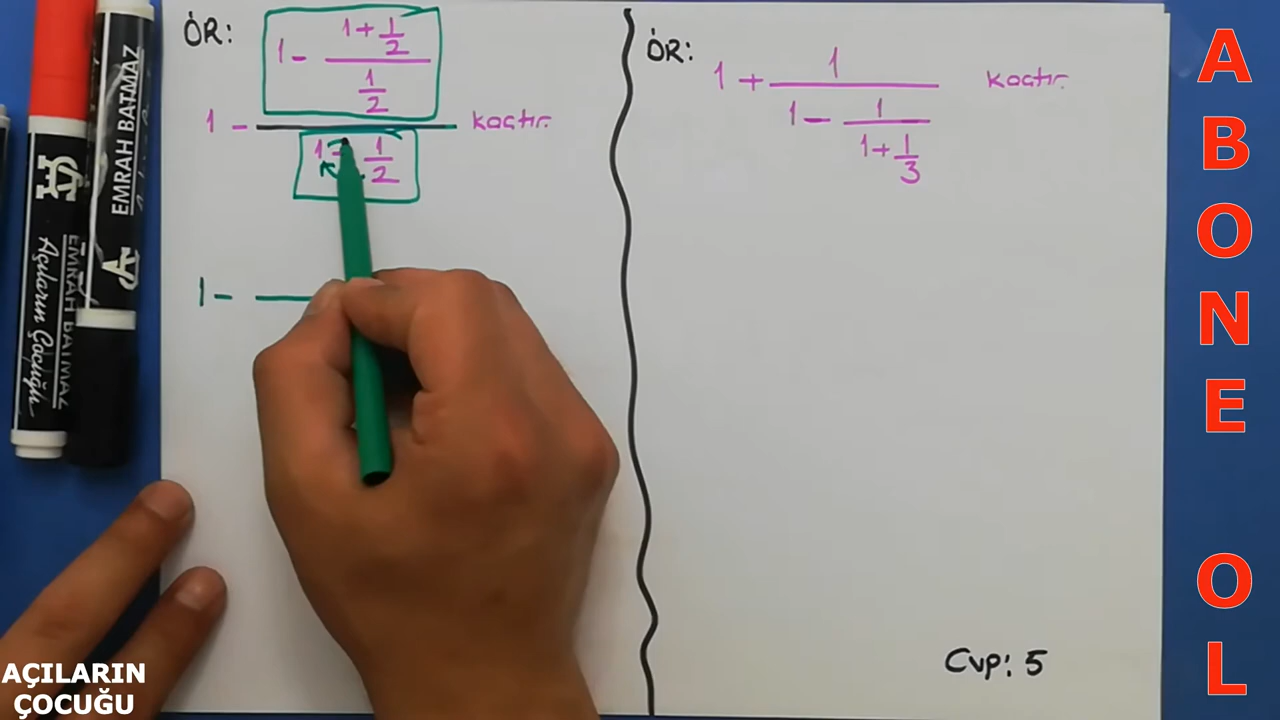 ÖR:
1 - (1 - (1 + 1/2) / (1/2)) / (1 + 1/2) kaçtır.
1 -
ÖR:
1 + 1 / (1 - 1 / (1 + 1/3)) kaçtır.
Cvp: 5
EMRAH BATMAZ
EMRAH BATMAZ
Açıların Çocuğu
ABONE OL
AÇILARIN
ÇOCUĞU